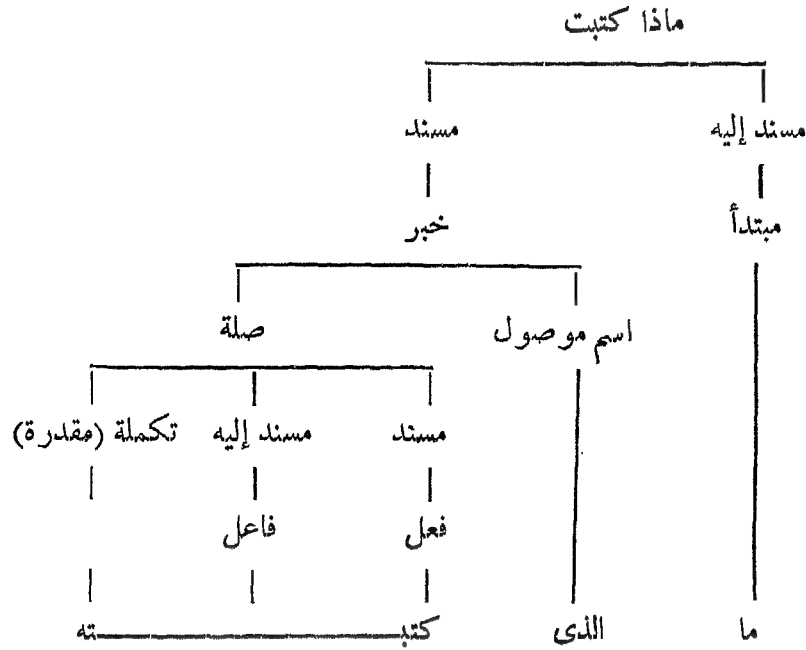 ماذا كتبت
مسند إليه مسند
مبتدأ خبر
اسم موصول صلة
مسند مسند إليه تكملة (مقدرة)
فعل فاعل
ما الذى كتبـــته